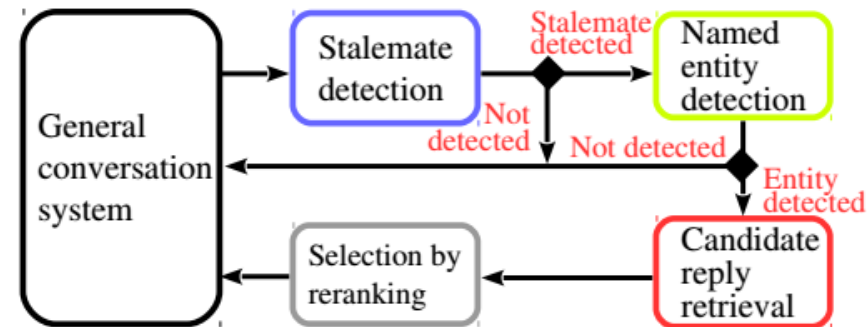 General
conversation
system
Stalemate
detection
Stalemate
detected
Not
detected
Named
entity
detection
Not detected
Entity
detected
Candidate
reply
retrieval
Selection by
reranking